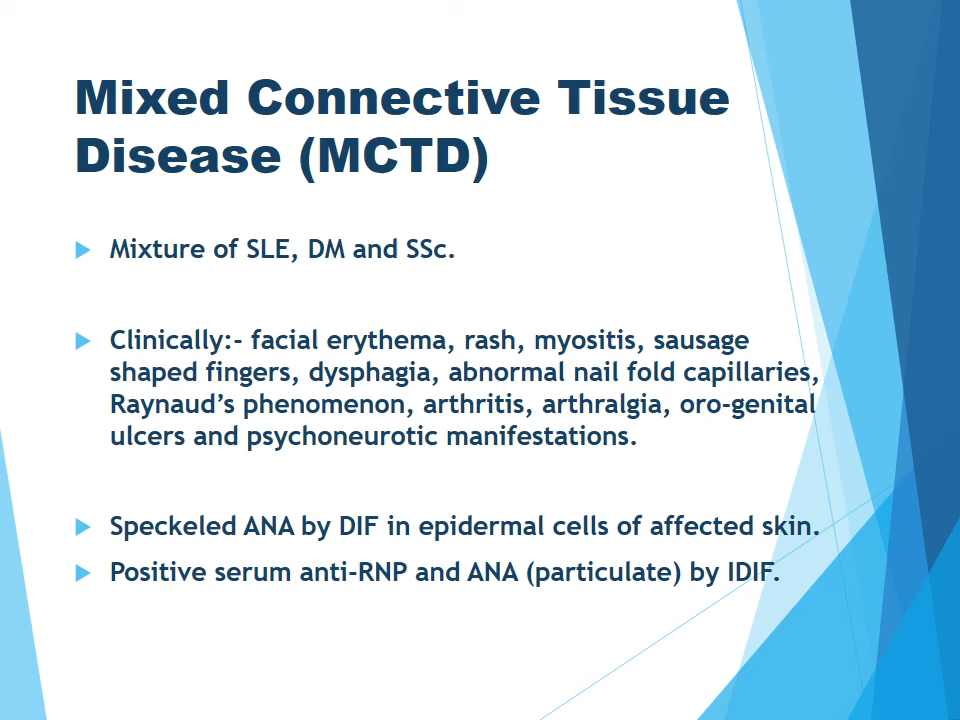 Mixed Connective Tissue
Disease (MCTD)
Mixture of SLE, DM and SSc.
Clinically:- facial erythema, rash, myositis, sausage
shaped fingers, dysphagia, abnormal nail fold capillaries,
Raynaud’s phenomenon, arthritis, arthralgia, oro-genital
ulcers and psychoneurotic manifestations.
Speckeled ANA by DIF in epidermal cells of affected skin.
Positive serum anti-RNP and ANA (particulate) by IDIF.